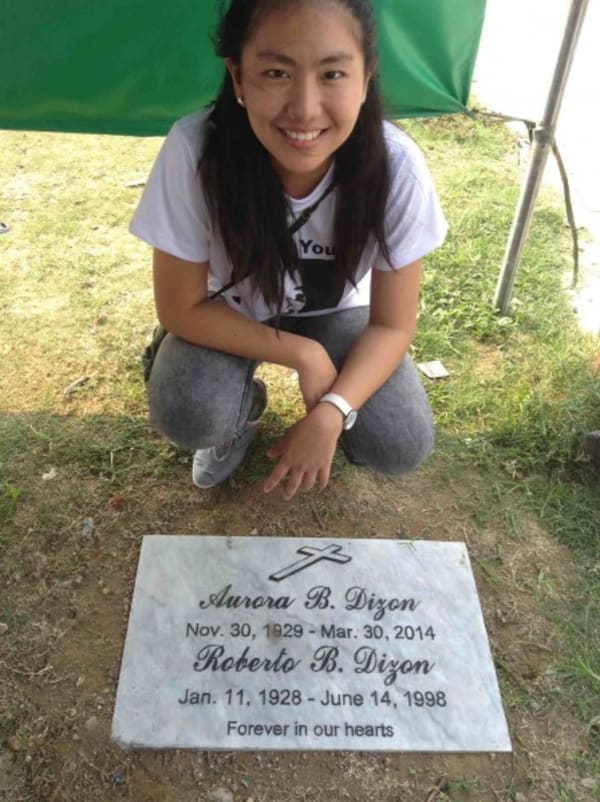 You
Aurora B. Dizon
Nov. 30, 1929 - Mar. 30, 2014
Roberto B. Dizon
Jan. 11, 1928 - June 14, 1998
Forever in our hearts